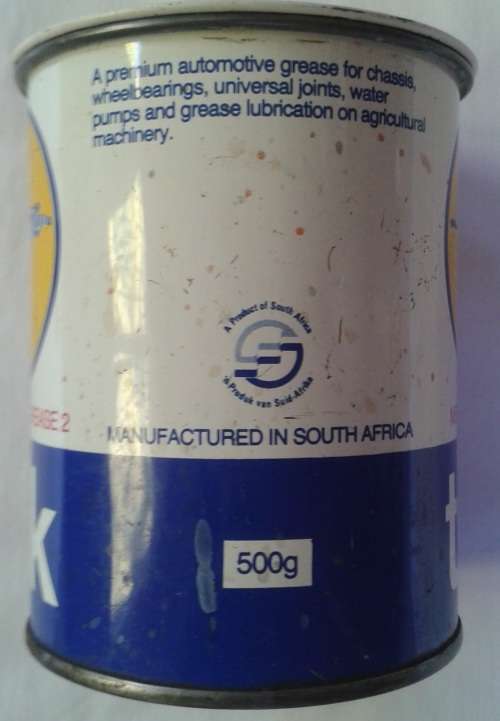 A premium automotive grease for chassis,
wheelbearings, universal joints, water
pumps and grease lubrication on agricultural
machinery.
A Product of South Africa
'n Produk van Suid-Afrika
EASE 2
MANUFACTURED IN SOUTH AFRICA
k
t
500g